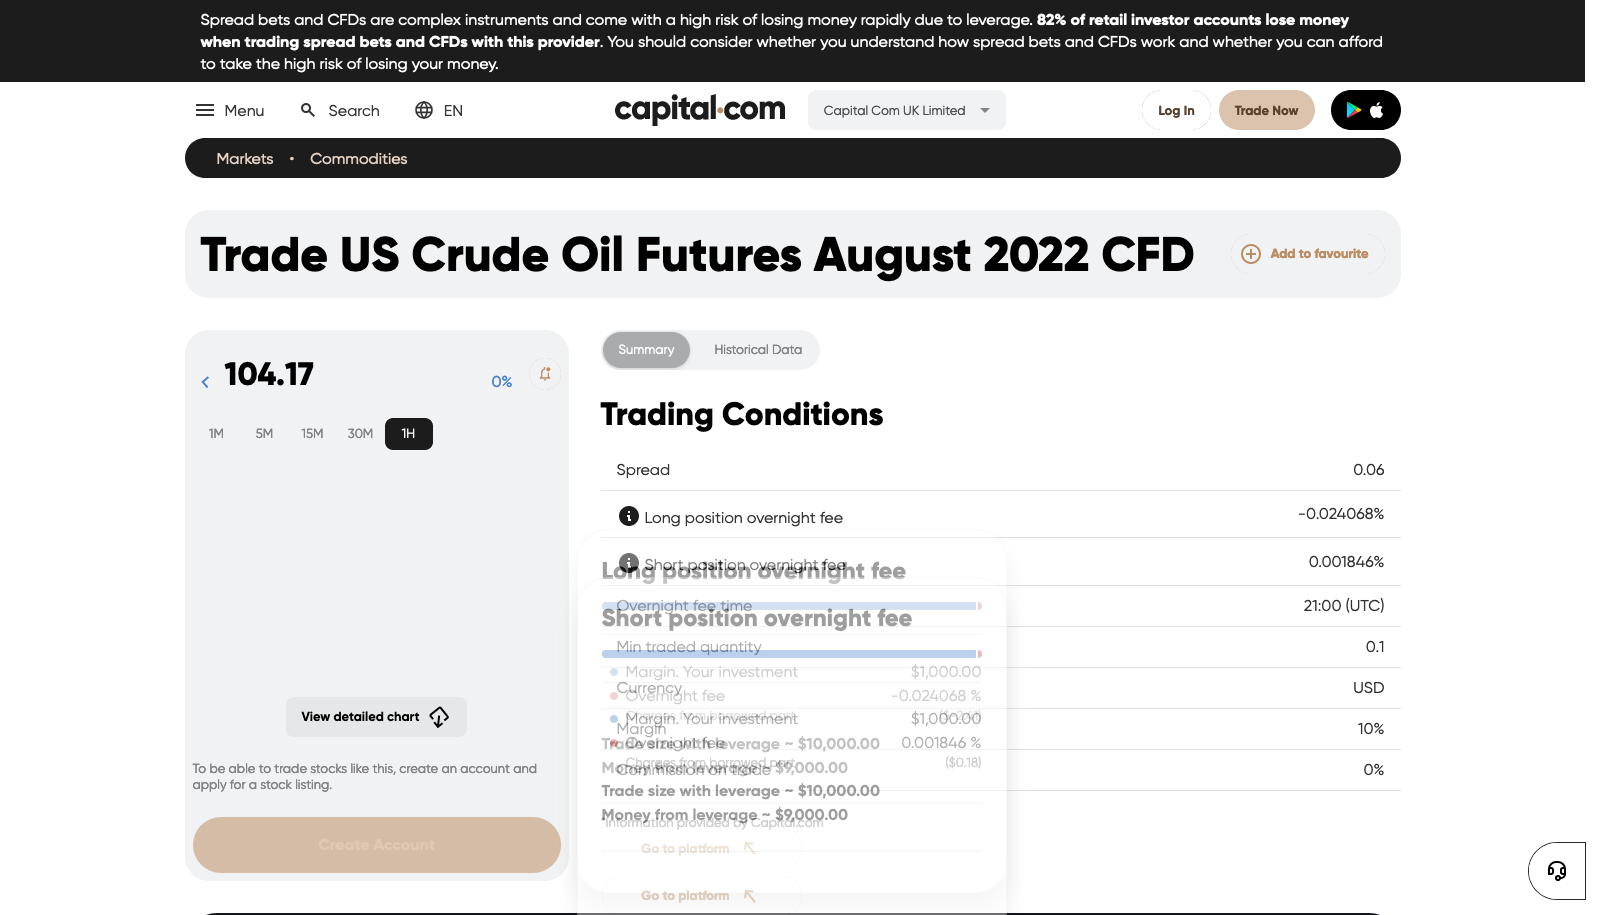 Spread bets and CFDs are complex instruments and come with a high risk of losing money rapidly due to leverage. 82% of retail investor accounts lose money
when trading spread bets and CFDs with this provider. You should consider whether you understand how spread bets and CFDs work and whether you can afford
to take the high risk of losing your money.
Menu
Search
EN
capital.com
Capital Com UK Limited
Log In
Trade Now
Markets • Commodities
Trade US Crude Oil Futures August 2022 CFD
Add to favourite
104.17
0%
1M 5M 15M 30M 1H
View detailed chart
To be able to trade stocks like this, create an account and
apply for a stock listing.
Create Account
Summary
Historical Data
Trading Conditions
Spread 0.06
Long position overnight fee -0.024068%
Short position overnight fee 0.001846%
Overnight fee time 21:00 (UTC)
Min traded quantity 0.1
Currency USD
Margin 10%
Commission on trade 0%
Long position overnight fee
Margin. Your investment $1,000.00
Overnight fee -0.024068 %
Charges from borrowed part
Trade size with leverage ~ $10,000.00
Money from leverage ~ $9,000.00
Information provided by Capital.com
Go to platform
Short position overnight fee
Margin. Your investment $1,000.00
Overnight fee 0.001846 %
Charges from borrowed part ($0.18)
Trade size with leverage ~ $10,000.00
Money from leverage ~ $9,000.00
Go to platform